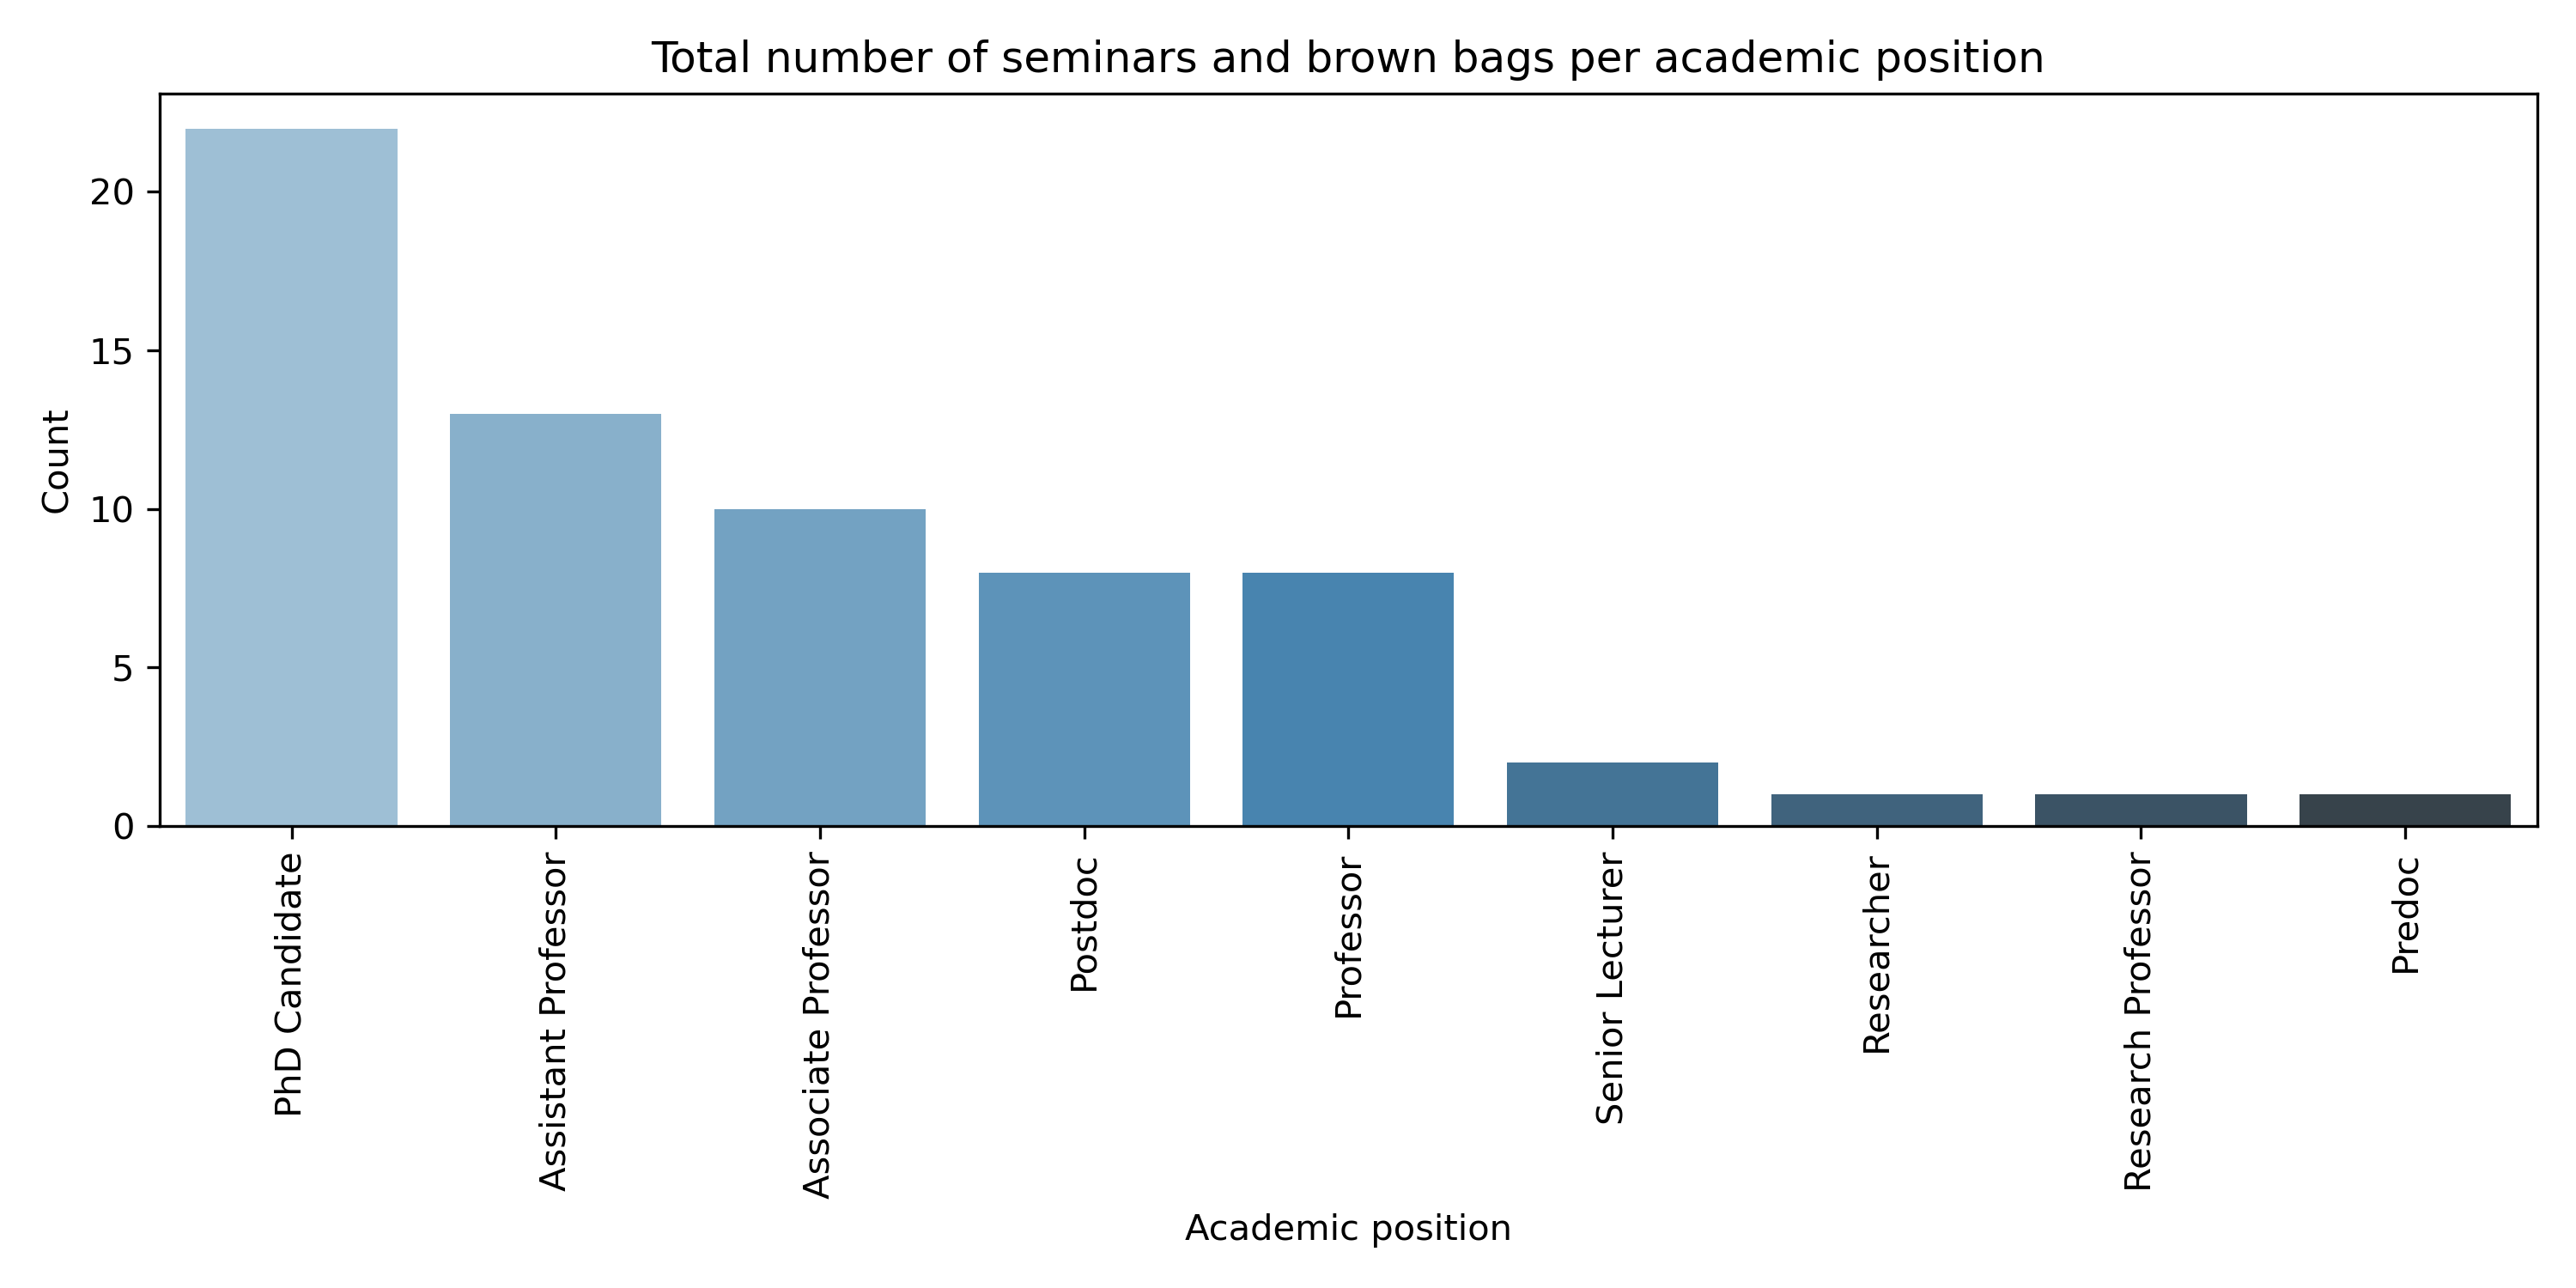 Total number of seminars and brown bags per academic position
Count
20
15
10
5
0
PhD Candidate
Assistant Professor
Associate Professor
Postdoc
Professor
Senior Lecturer
Researcher
Research Professor
Predoc
Academic position